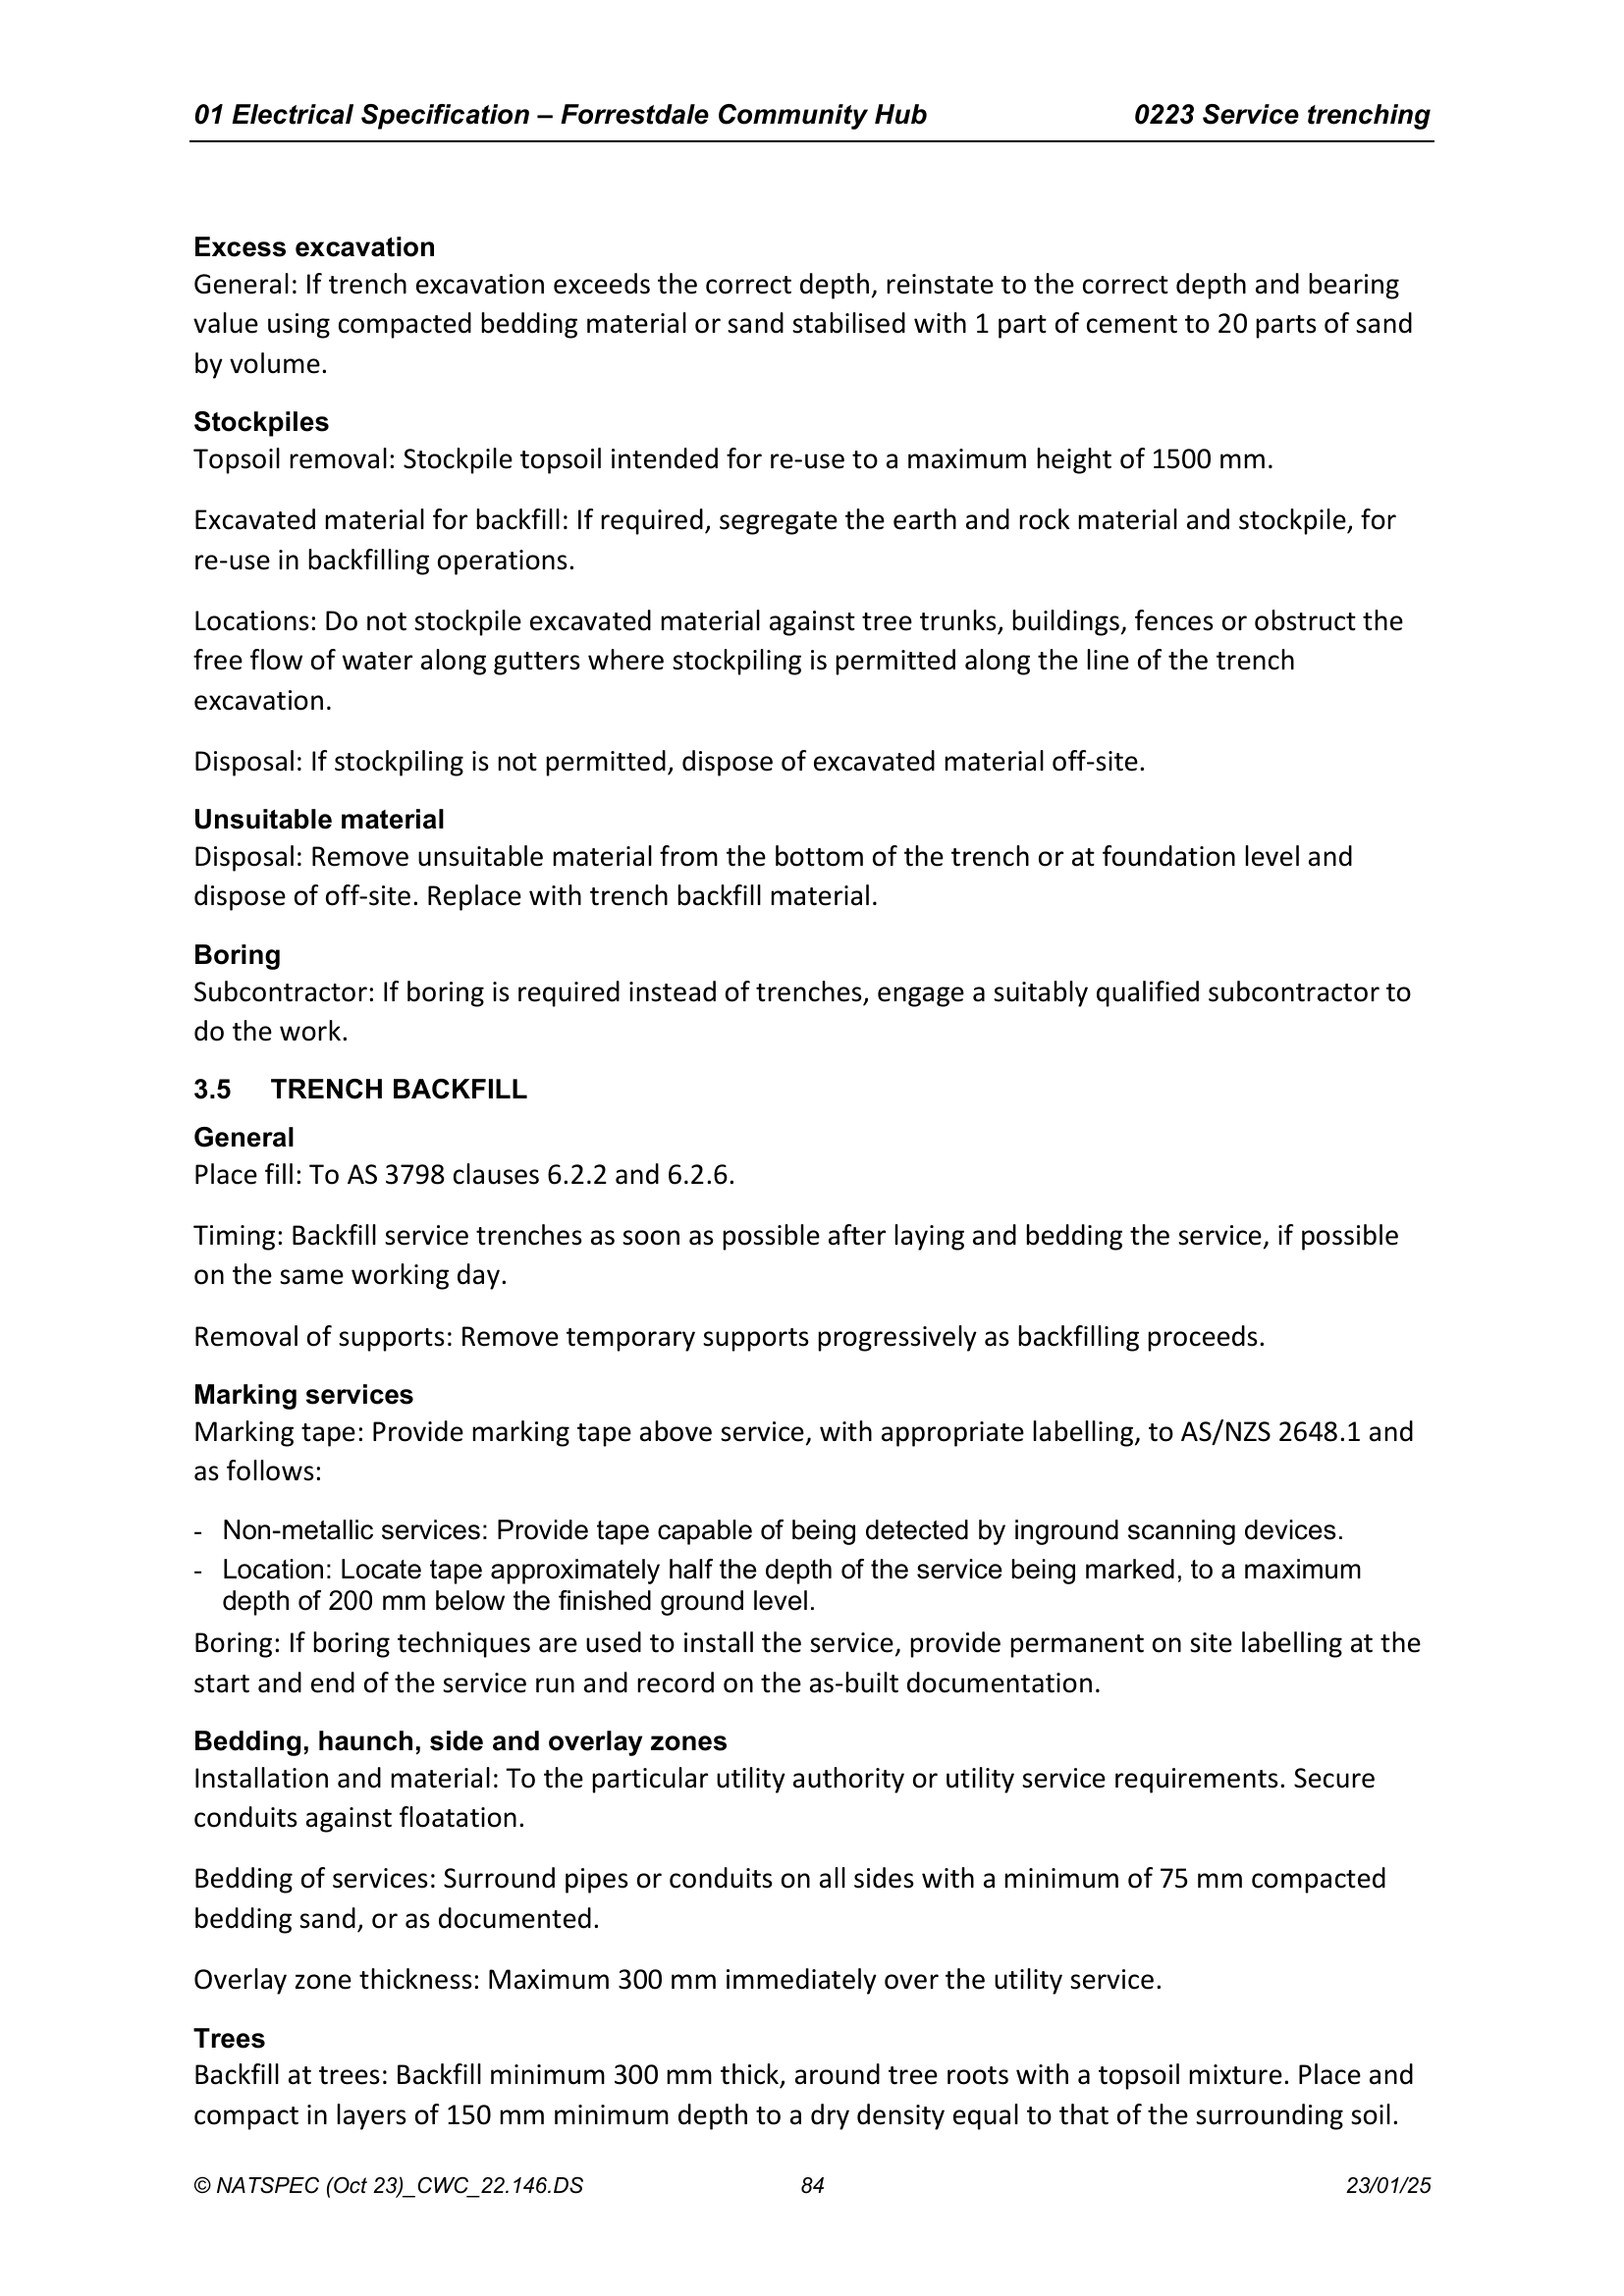 01 Electrical Specification – Forrestdale Community Hub 0223 Service trenching
Excess excavation
General: If trench excavation exceeds the correct depth, reinstate to the correct depth and bearing
value using compacted bedding material or sand stabilised with 1 part of cement to 20 parts of sand
by volume.
Stockpiles
Topsoil removal: Stockpile topsoil intended for re-use to a maximum height of 1500 mm.
Excavated material for backfill: If required, segregate the earth and rock material and stockpile, for
re-use in backfilling operations.
Locations: Do not stockpile excavated material against tree trunks, buildings, fences or obstruct the
free flow of water along gutters where stockpiling is permitted along the line of the trench
excavation.
Disposal: If stockpiling is not permitted, dispose of excavated material off-site.
Unsuitable material
Disposal: Remove unsuitable material from the bottom of the trench or at foundation level and
dispose of off-site. Replace with trench backfill material.
Boring
Subcontractor: If boring is required instead of trenches, engage a suitably qualified subcontractor to
do the work.
3.5 TRENCH BACKFILL
General
Place fill: To AS 3798 clauses 6.2.2 and 6.2.6.
Timing: Backfill service trenches as soon as possible after laying and bedding the service, if possible
on the same working day.
Removal of supports: Remove temporary supports progressively as backfilling proceeds.
Marking services
Marking tape: Provide marking tape above service, with appropriate labelling, to AS/NZS 2648.1 and
as follows:
- Non-metallic services: Provide tape capable of being detected by inground scanning devices.
- Location: Locate tape approximately half the depth of the service being marked, to a maximum
depth of 200 mm below the finished ground level.
Boring: If boring techniques are used to install the service, provide permanent on site labelling at the
start and end of the service run and record on the as-built documentation.
Bedding, haunch, side and overlay zones
Installation and material: To the particular utility authority or utility service requirements. Secure
conduits against floatation.
Bedding of services: Surround pipes or conduits on all sides with a minimum of 75 mm compacted
bedding sand, or as documented.
Overlay zone thickness: Maximum 300 mm immediately over the utility service.
Trees
Backfill at trees: Backfill minimum 300 mm thick, around tree roots with a topsoil mixture. Place and
compact in layers of 150 mm minimum depth to a dry density equal to that of the surrounding soil.
© NATSPEC (Oct 23)_CWC_22.146.DS 84 23/01/25